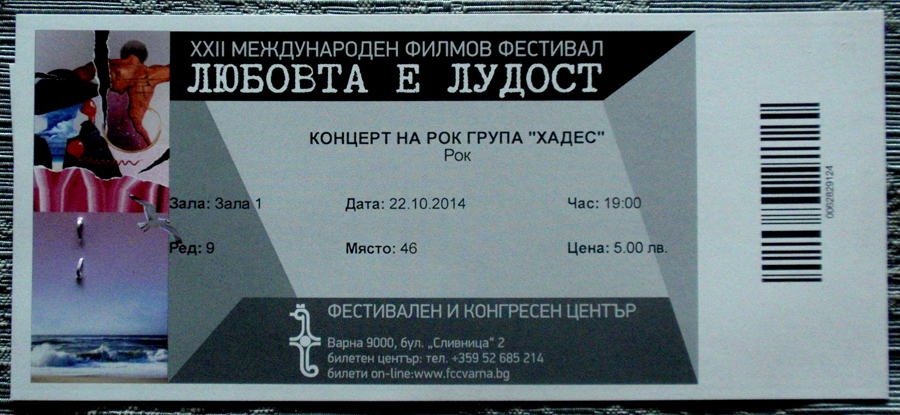 XXII МЕЖДУНАРОДЕН ФИЛМОВ ФЕСТИВАЛ
ЛЮБОВТА Е ЛУДОСТ
КОНЦЕРТ НА РОК ГРУПА "ХАДЕС"
Рок
Зала: Зала 1 Дата: 22.10.2014 Час: 19:00
Ред: 9 Място: 46 Цена: 5.00 лв.
ФЕСТИВАЛЕН И КОНГРЕСЕН ЦЕНТЪР
Варна 9000, бул. „Сливница" 2
билетен център: тел. +359 52 685 214
билети on-line:www.fccvarna.bg
0062829124